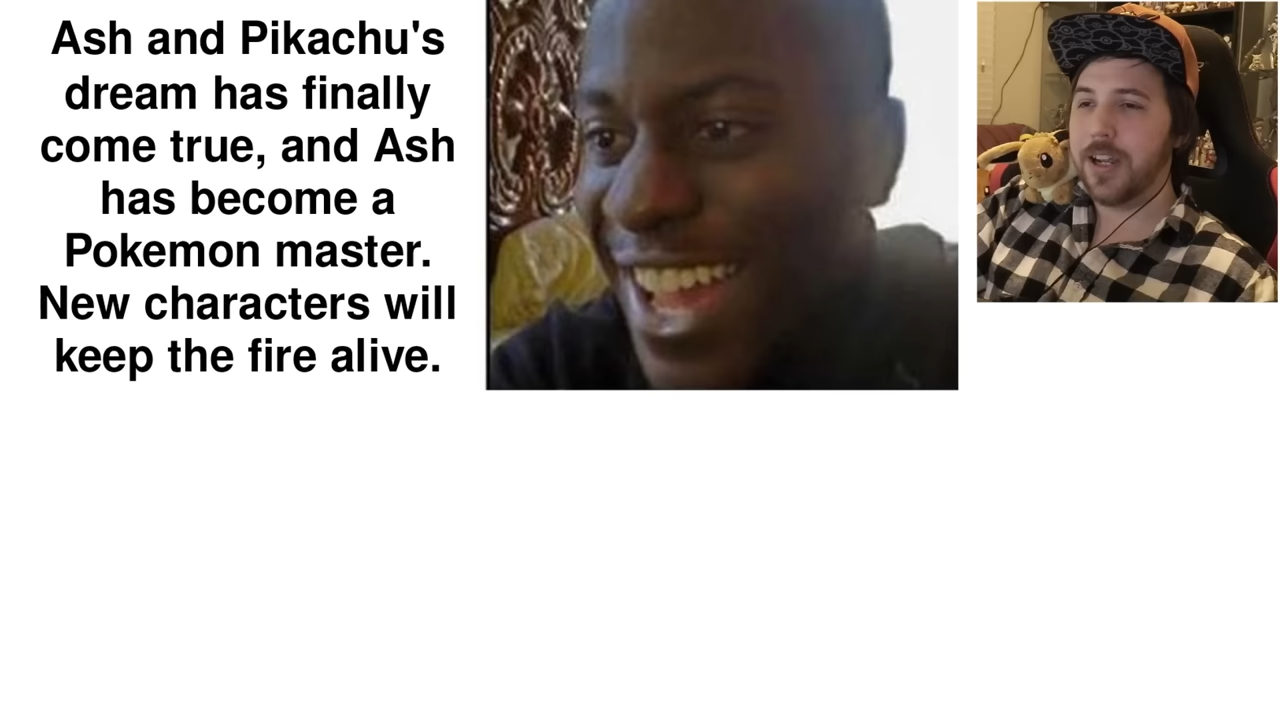 Ash and Pikachu's
dream has finally
come true, and Ash
has become a
Pokemon master.
New characters will
keep the fire alive.